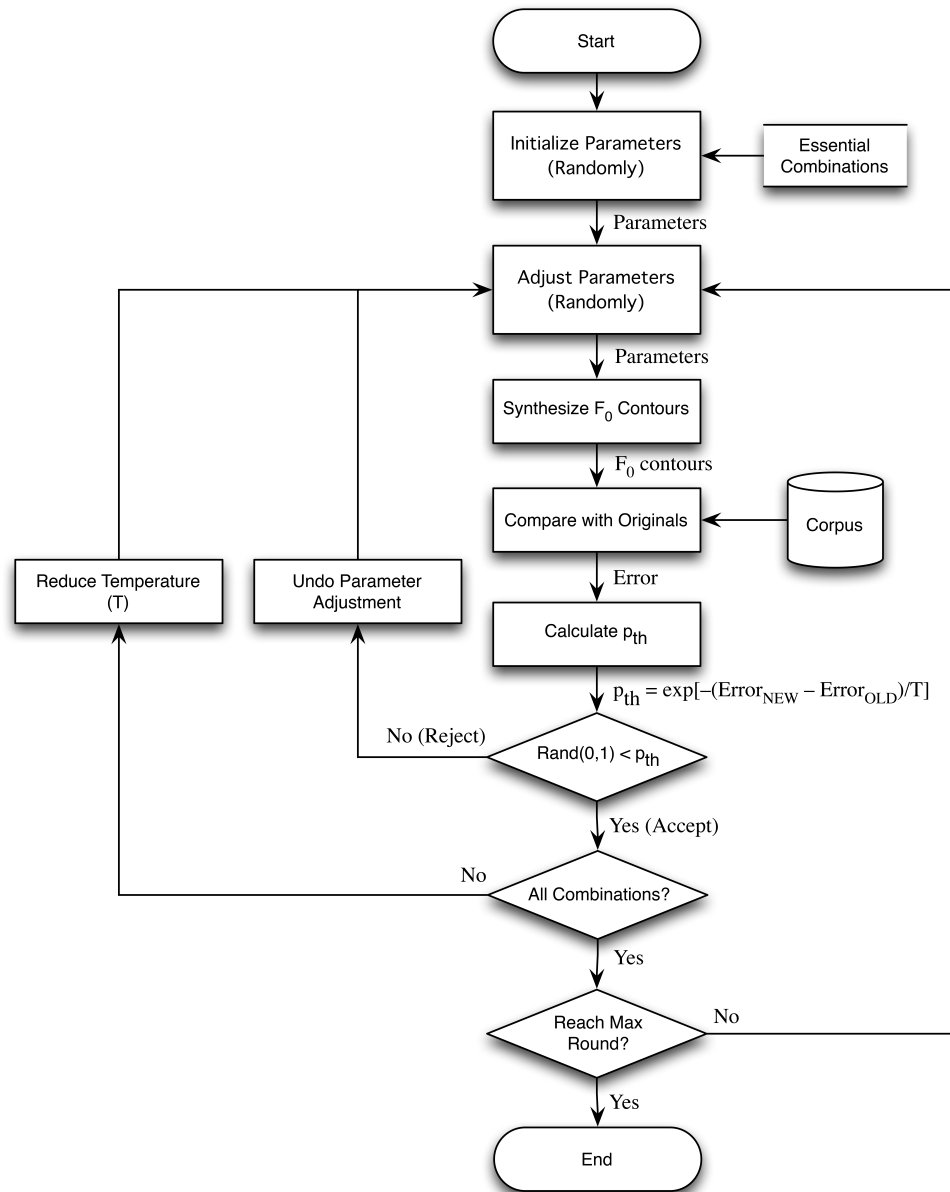 Start
Initialize Parameters
(Randomly)
Essential
Combinations
Parameters
Adjust Parameters
(Randomly)
Parameters
Synthesize F0 Contours
F0 contours
Compare with Originals
Corpus
Error
Reduce Temperature
(T)
Undo Parameter
Adjustment
Calculate pth
pth = exp[–(ErrorNEW – ErrorOLD)/T]
No (Reject)
Rand(0,1) < pth
Yes (Accept)
No
All Combinations?
Yes
Reach Max
Round?
No
Yes
End